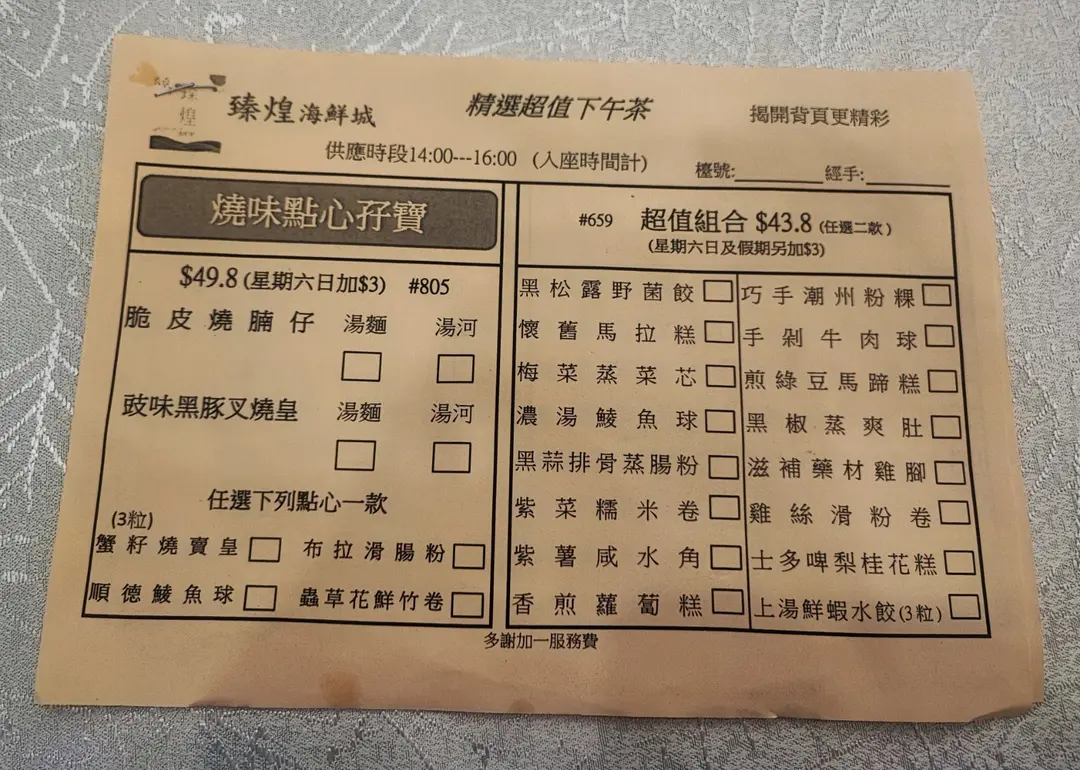 臻煌
臻煌海鮮城
精選超值下午茶
揭開背頁更精彩
供應時段14:00---16:00 (入座時間計)
檯號:________ 經手:________
燒味點心孖寶
$49.8 (星期六日加$3) #805
脆皮燒腩仔 湯麵 湯河
豉味黑豚叉燒皇 湯麵 湯河
任選下列點心一款
(3粒)
蟹籽燒賣皇 布拉滑腸粉
順德鯪魚球 蟲草花鮮竹卷
#659 超值組合 $43.8 (任選二款)
(星期六日及假期另加$3)
黑松露野菌餃 巧手潮州粉粿
懷舊馬拉糕 手剁牛肉球
梅菜蒸菜芯 煎綠豆馬蹄糕
濃湯鯪魚球 黑椒蒸爽肚
黑蒜排骨蒸腸粉 滋補藥材雞腳
紫菜糯米卷 雞絲滑粉卷
紫薯咸水角 士多啤梨桂花糕
香煎蘿蔔糕 上湯鮮蝦水餃(3粒)
多謝加一服務費